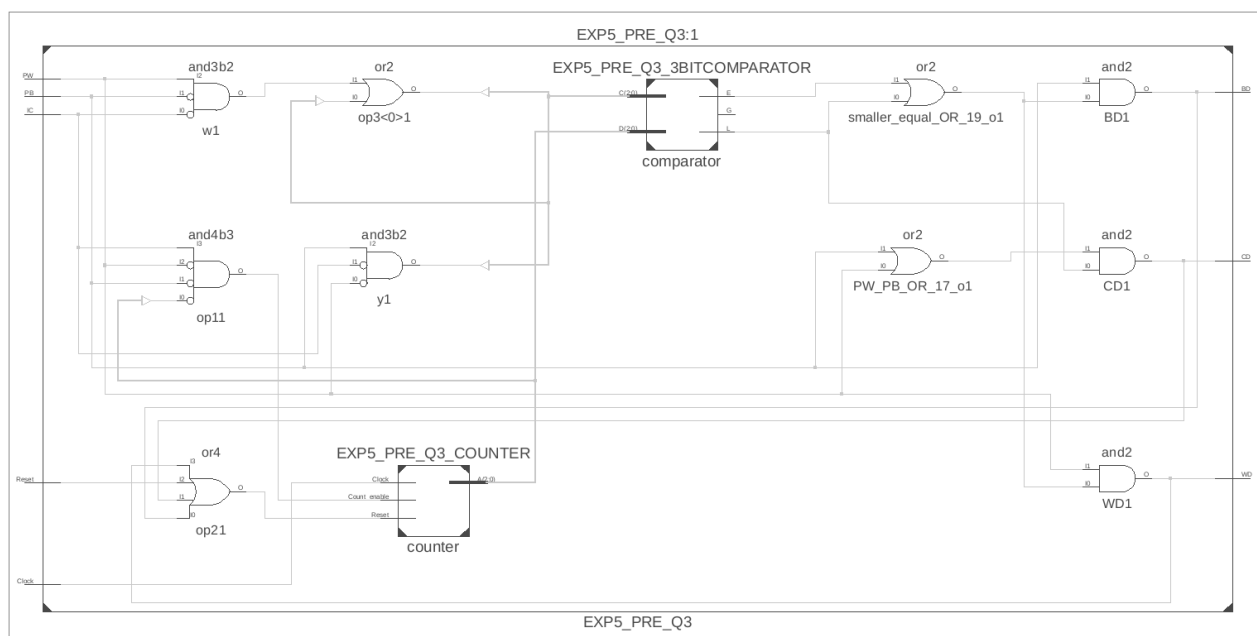 EXP5_PRE_Q3:1
and3b2
or2
EXP5_PRE_Q3_3BITCOMPARATOR
or2
and2
PW
PB
IC
I2
I1
I0
O
I1
I0
O
C(2:0)
D(2:0)
E
G
L
I1
I0
O
I1
I0
O
BD
w1
op3<0>1
comparator
smaller_equal_OR_19_o1
BD1
and4b3
and3b2
or2
and2
I3
I2
I1
I0
O
I2
I1
I0
O
I1
I0
O
I1
I0
O
CD
op11
y1
PW_PB_OR_17_o1
CD1
or4
EXP5_PRE_Q3_COUNTER
and2
Reset
I3
I2
I1
I0
O
Clock
Count_enable
Reset
A(2:0)
I1
I0
O
WD
op21
counter
WD1
Clock
EXP5_PRE_Q3